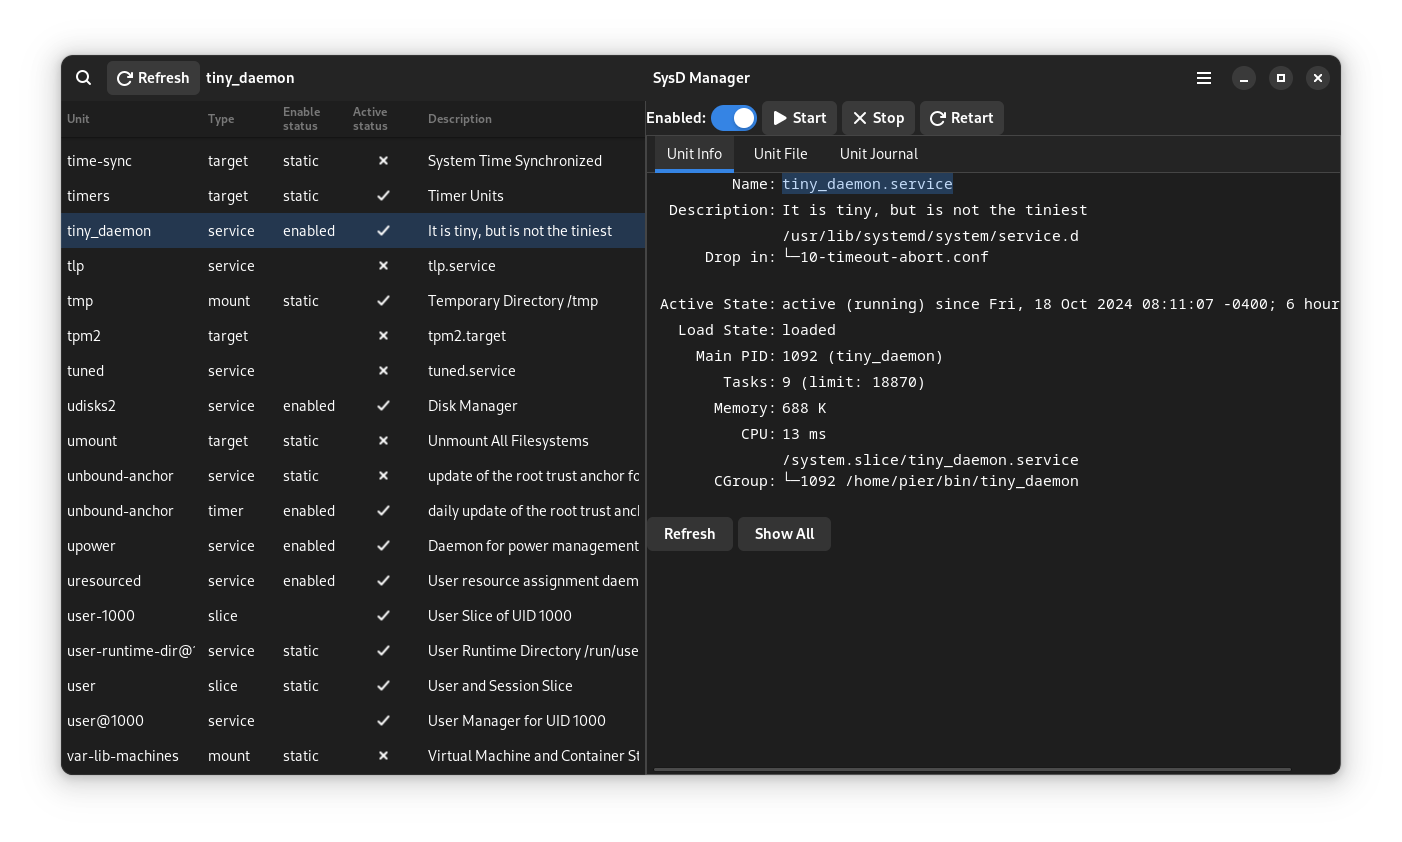 Refresh tiny_daemon SysD Manager
Enabled: Start Stop Retart
Unit Type Enable status Active status Description
time-sync target static System Time Synchronized
timers target static Timer Units
tiny_daemon service enabled It is tiny, but is not the tiniest
tlp service tlp.service
tmp mount static Temporary Directory /tmp
tpm2 target tpm2.target
tuned service tuned.service
udisks2 service enabled Disk Manager
umount target static Unmount All Filesystems
unbound-anchor service static update of the root trust anchor fo
unbound-anchor timer enabled daily update of the root trust anc
upower service enabled Daemon for power management
uresourced service enabled User resource assignment daem
user-1000 slice User Slice of UID 1000
user-runtime-dir@ service static User Runtime Directory /run/use
user slice static User and Session Slice
user@1000 service User Manager for UID 1000
var-lib-machines mount static Virtual Machine and Container St
Unit Info Unit File Unit Journal
Name: tiny_daemon.service
Description: It is tiny, but is not the tiniest
/usr/lib/systemd/system/service.d
Drop in: └─10-timeout-abort.conf
Active State: active (running) since Fri, 18 Oct 2024 08:11:07 -0400; 6 hour
Load State: loaded
Main PID: 1092 (tiny_daemon)
Tasks: 9 (limit: 18870)
Memory: 688 K
CPU: 13 ms
/system.slice/tiny_daemon.service
CGroup: └─1092 /home/pier/bin/tiny_daemon
Refresh Show All